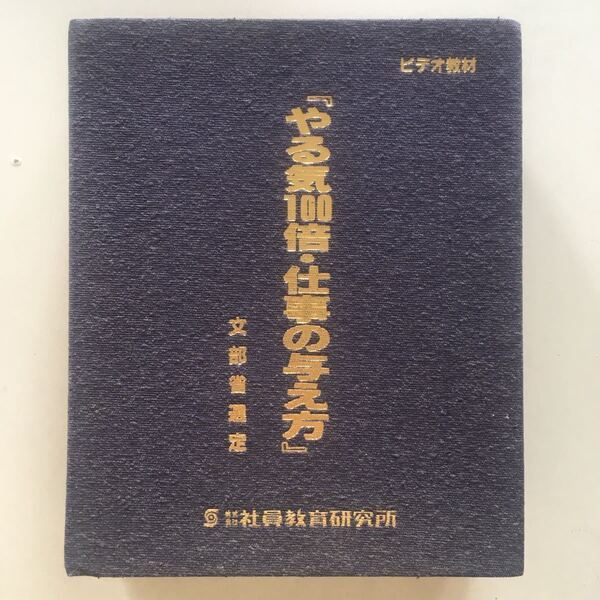 ビデオ教材
『やる気100倍・仕事の与え方』
文部省選定
株式会社 社員教育研究所